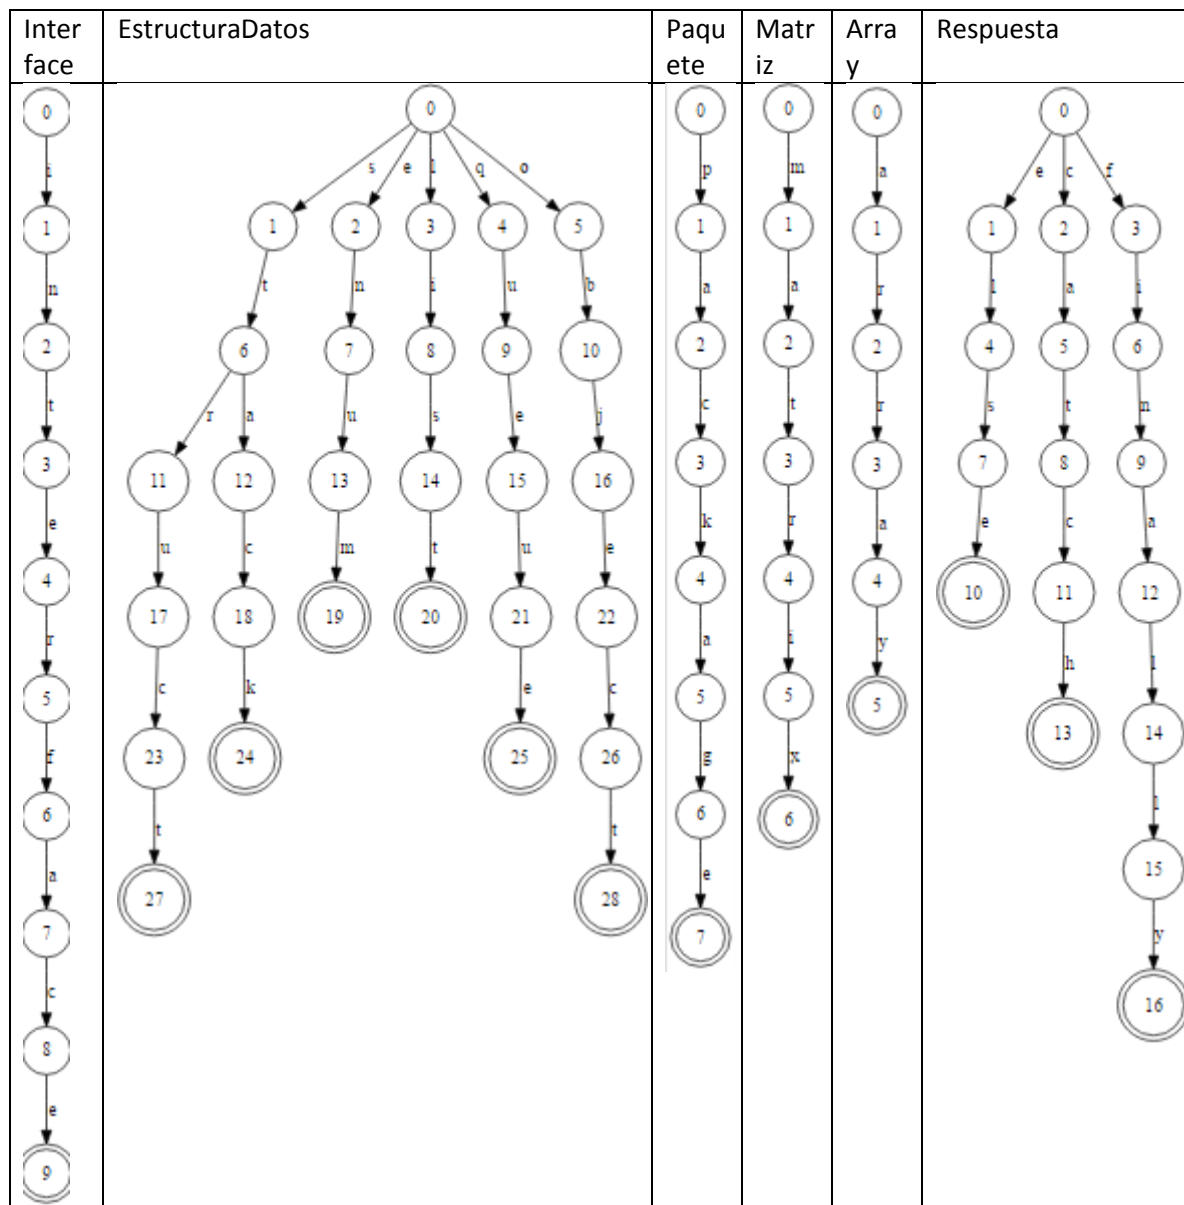 Inter
face
EstructuraDatos
Paqu
ete
Matr
iz
Arra
y
Respuesta
0
i
1
n
2
t
3
e
4
r
5
f
6
a
7
c
8
e
9
0
s e l q o
1 2 3 4 5
t n i u b
6 7 8 9 10
r a u s e j
11 12 13 14 15 16
u c m t u e
17 18 19 20 21 22
c k e c
23 24 25 26
t t
27 28
0
p
1
a
2
c
3
k
4
a
5
g
6
e
7
0
m
1
a
2
t
3
r
4
i
5
x
6
0
a
1
r
2
r
3
a
4
y
5
0
e c f
1 2 3
l a i
4 5 6
s t n
7 8 9
e c a
10 11 12
h l
13 14
l
15
y
16